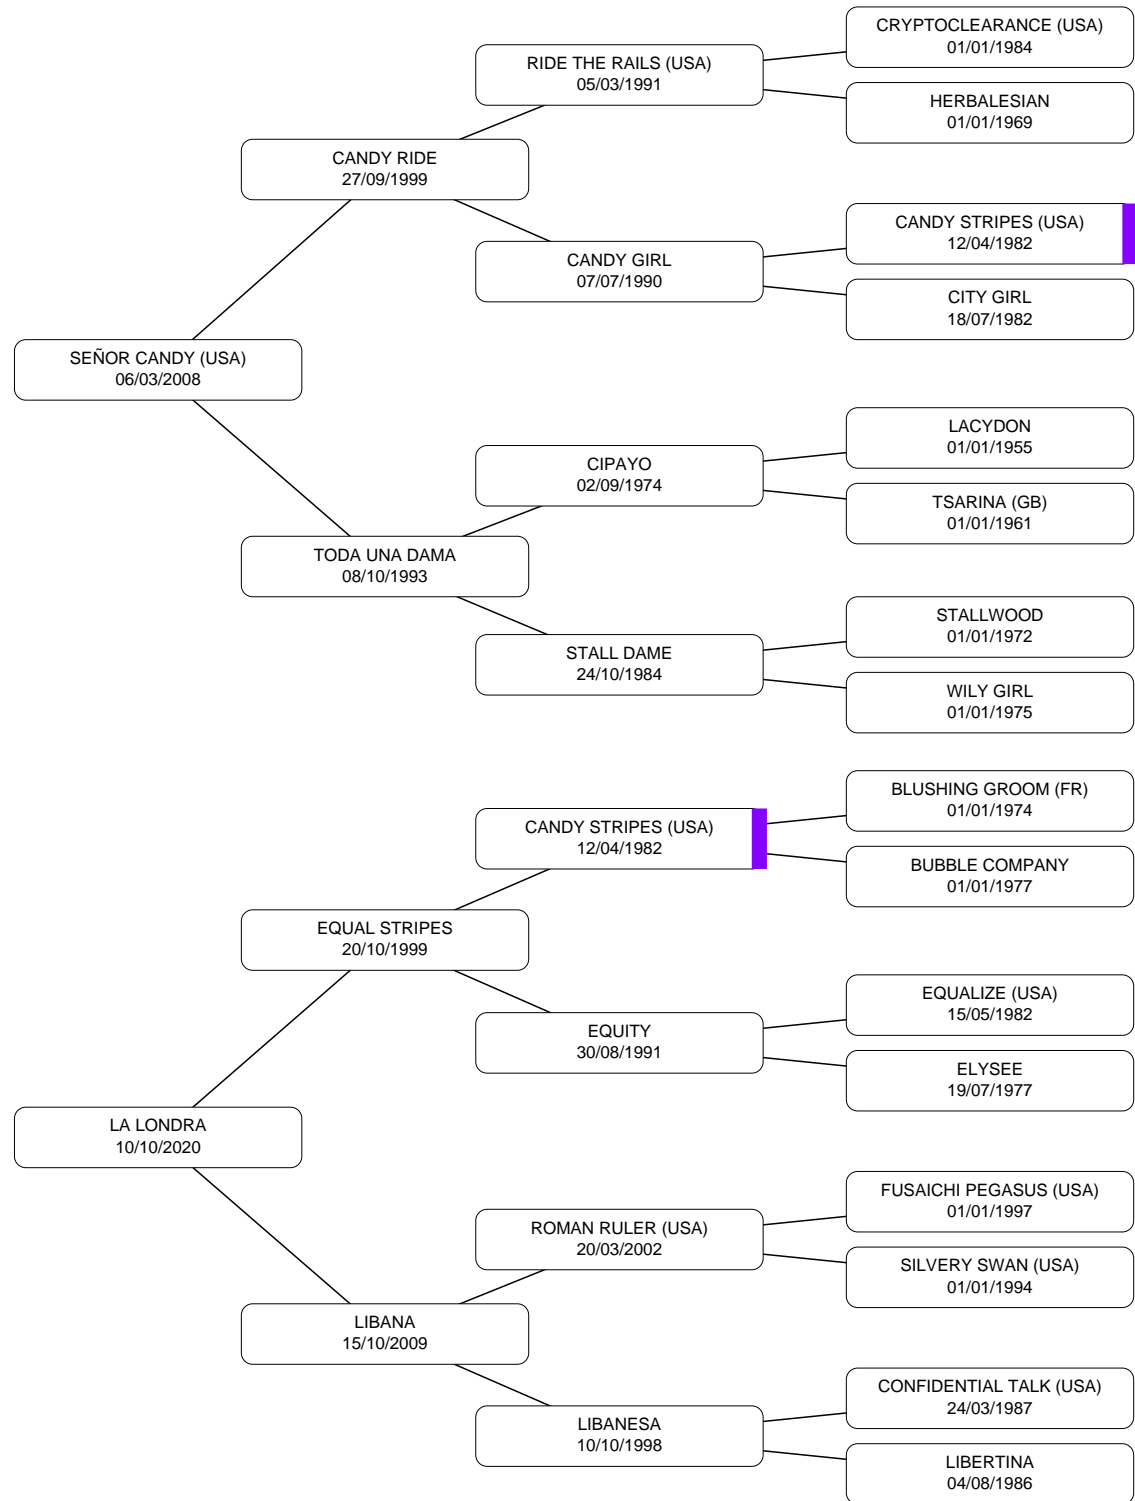 CRYPTOCLEARANCE (USA)
01/01/1984
RIDE THE RAILS (USA)
05/03/1991
HERBALESIAN
01/01/1969
CANDY RIDE
27/09/1999
CANDY STRIPES (USA)
12/04/1982
CANDY GIRL
07/07/1990
CITY GIRL
18/07/1982
SEÑOR CANDY (USA)
06/03/2008
LACYDON
01/01/1955
CIPAYO
02/09/1974
TSARINA (GB)
01/01/1961
TODA UNA DAMA
08/10/1993
STALLWOOD
01/01/1972
STALL DAME
24/10/1984
WILY GIRL
01/01/1975
BLUSHING GROOM (FR)
01/01/1974
CANDY STRIPES (USA)
12/04/1982
BUBBLE COMPANY
01/01/1977
EQUAL STRIPES
20/10/1999
EQUALIZE (USA)
15/05/1982
EQUITY
30/08/1991
ELYSEE
19/07/1977
LA LONDRA
10/10/2020
FUSAICHI PEGASUS (USA)
01/01/1997
ROMAN RULER (USA)
20/03/2002
SILVERY SWAN (USA)
01/01/1994
LIBANA
15/10/2009
CONFIDENTIAL TALK (USA)
24/03/1987
LIBANESA
10/10/1998
LIBERTINA
04/08/1986